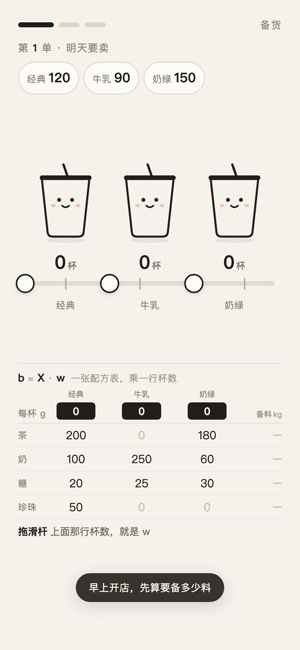 备货
第 1 单 · 明天要卖
经典 120 牛乳 90 奶绿 150
0杯 0杯 0杯
经典 牛乳 奶绿
b = X · w 一张配方表，乘一行杯数
经典 牛乳 奶绿
每杯 g 0 0 0 备料 kg
茶 200 0 180 —
奶 100 250 60 —
糖 20 25 30 —
珍珠 50 0 0 —
拖滑杆 上面那行杯数，就是 w
早上开店，先算要备多少料